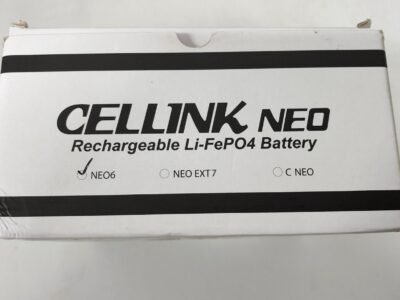 CELLINK NEO
Rechargeable Li-FePO4 Battery
NEO6 NEO EXT7 C NEO